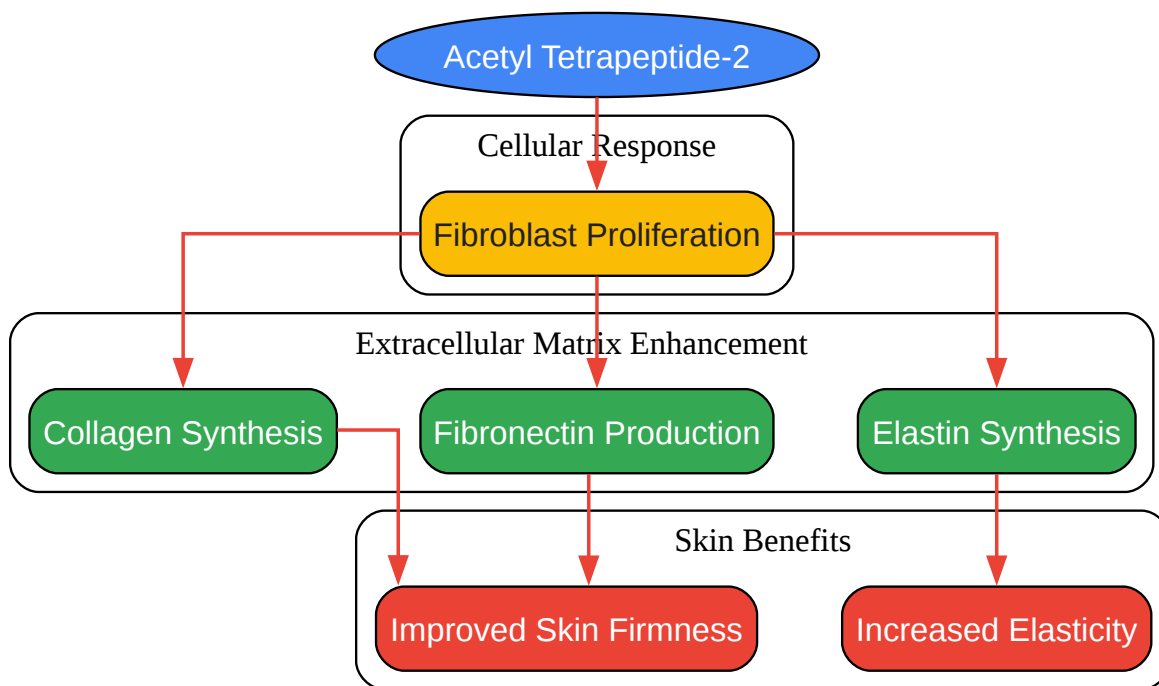 Acetyl Tetrapeptide-2
Cellular Response
Fibroblast Proliferation
Extracellular Matrix Enhancement
Collagen Synthesis
Fibronectin Production
Elastin Synthesis
Skin Benefits
Improved Skin Firmness
Increased Elasticity